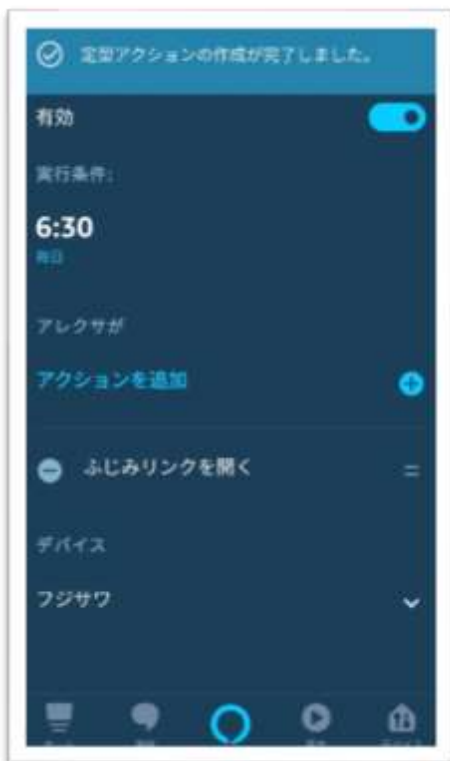 定型アクションの作成が完了しました。
有効
実行条件:
6:30
毎日
アレクサが
アクションを追加
ふじみリンクを開く
デバイス
フジサワ